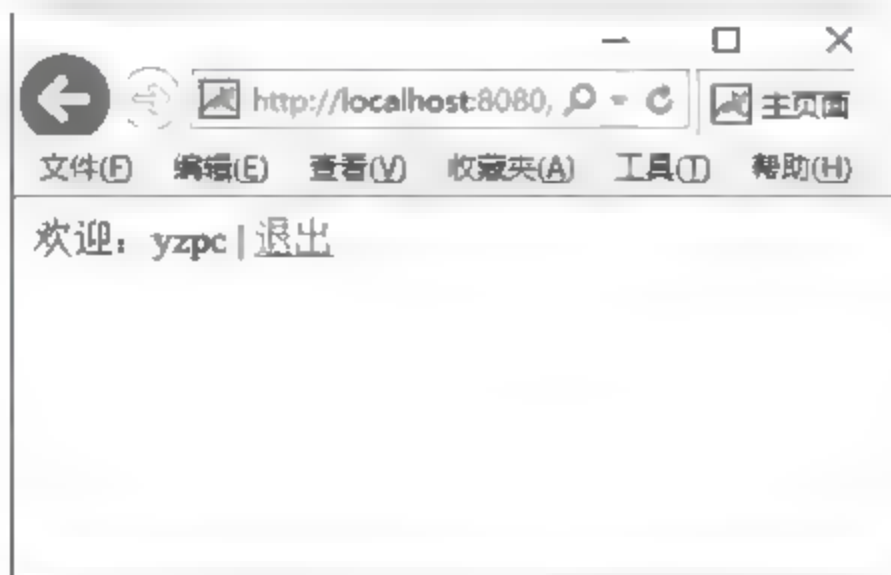 http://localhost:8080, 主页面
文件(F) 编辑(E) 查看(V) 收藏夹(A) 工具(T) 帮助(H)
欢迎：yzpc | 退出